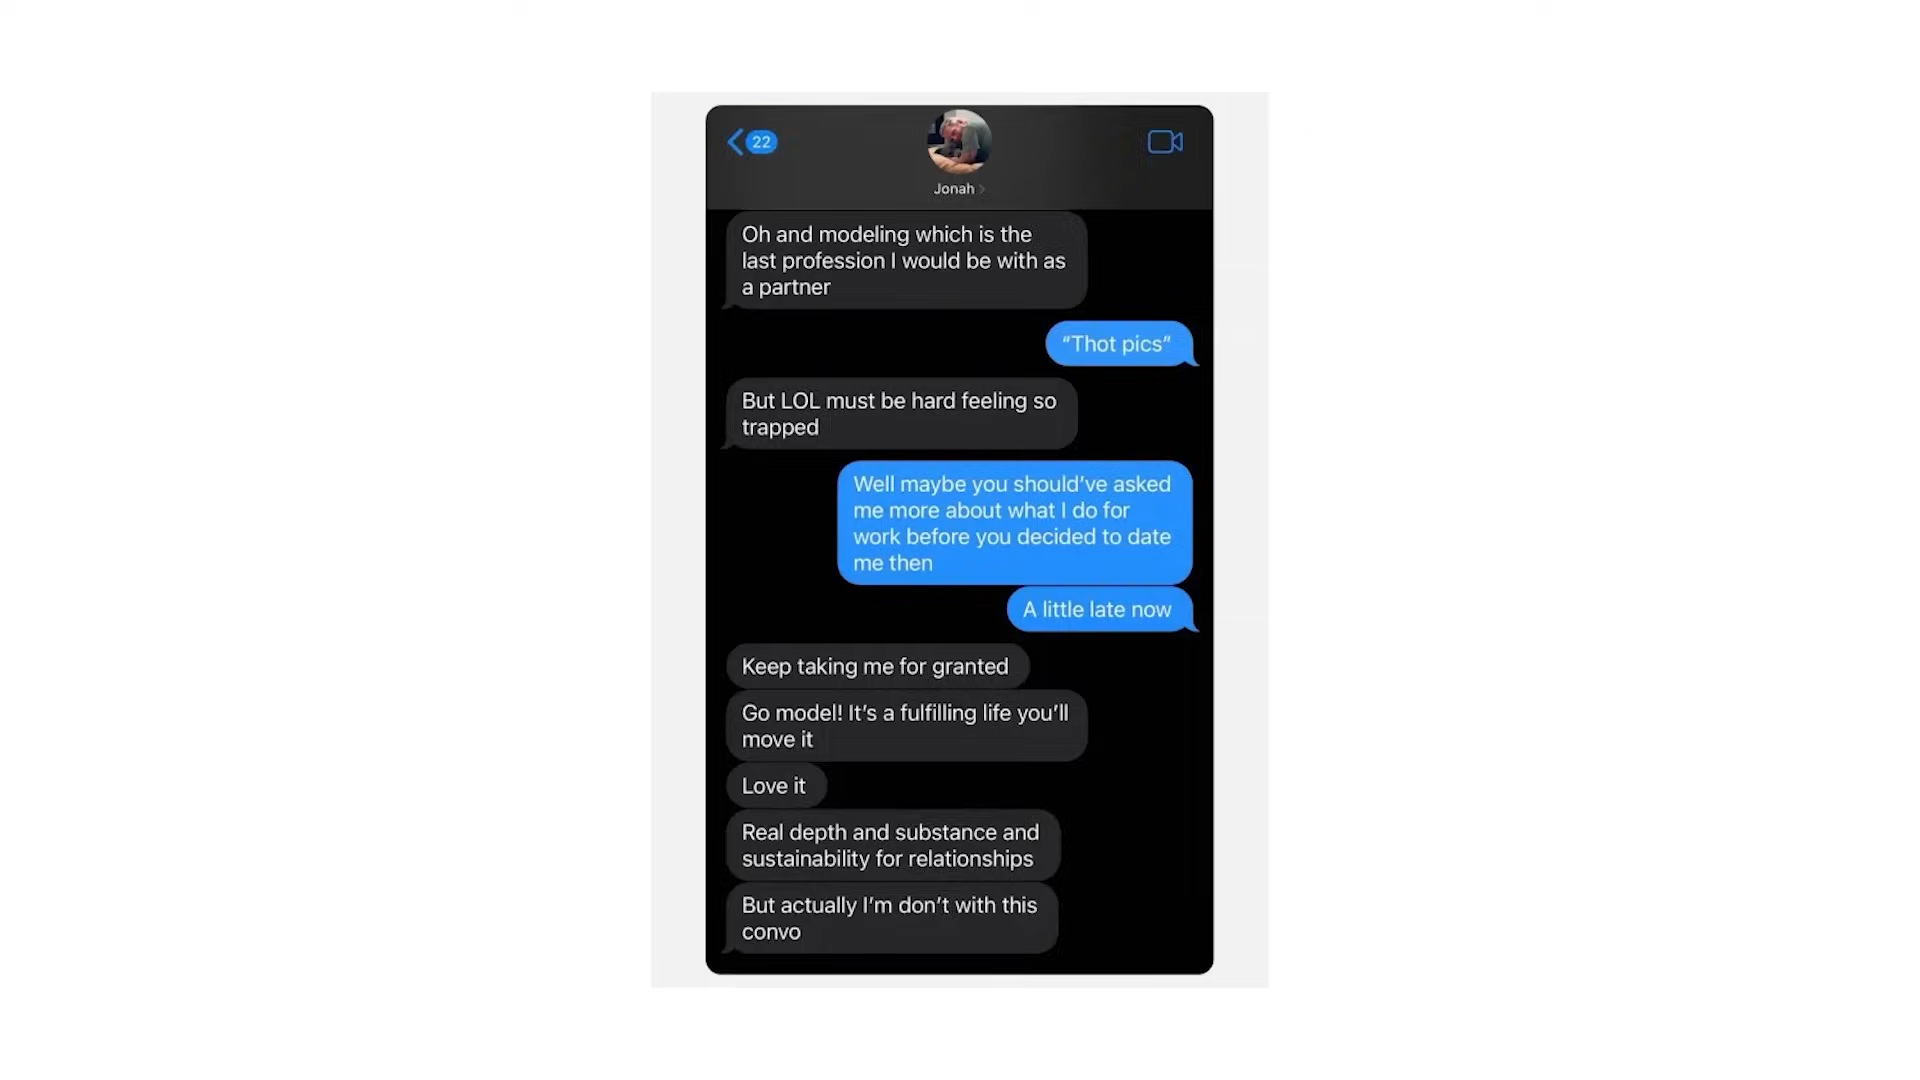 22
Jonah
Oh and modeling which is the
last profession I would be with as
a partner
“Thot pics”
But LOL must be hard feeling so
trapped
Well maybe you should’ve asked
me more about what I do for
work before you decided to date
me then
A little late now
Keep taking me for granted
Go model! It’s a fulfilling life you’ll
move it
Love it
Real depth and substance and
sustainability for relationships
But actually I’m don’t with this
convo